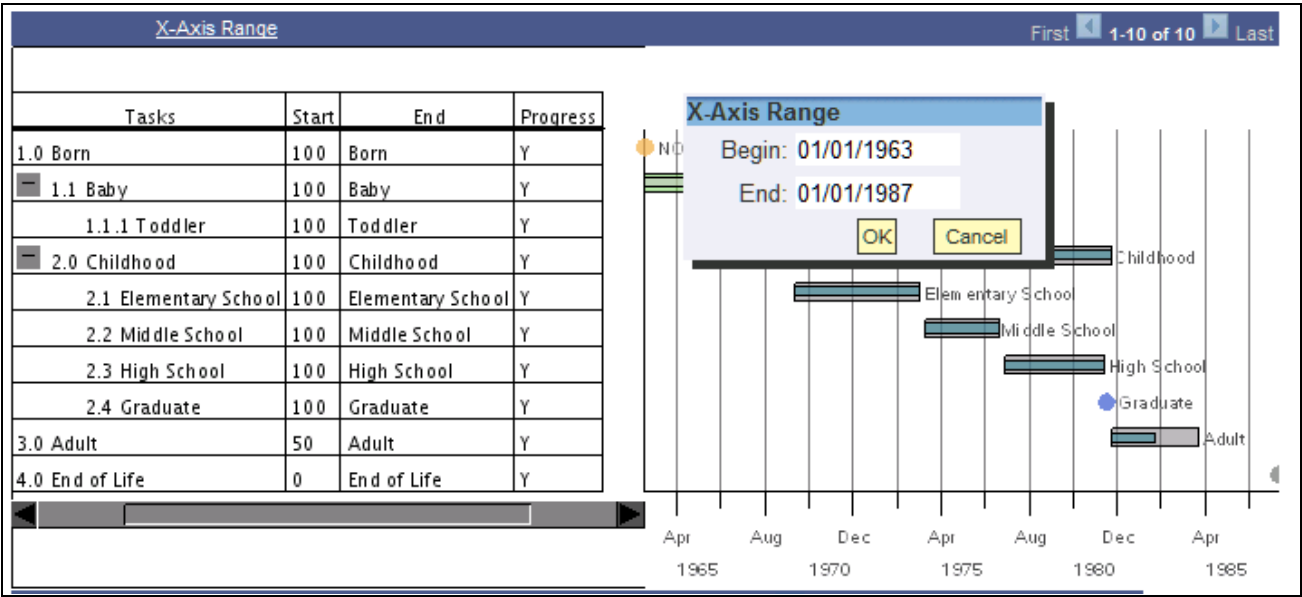 X-Axis Range First 1-10 of 10 Last
Tasks Start End Progress
1.0 Born 100 Born Y
1.1 Baby 100 Baby Y
1.1.1 Toddler 100 Toddler Y
2.0 Childhood 100 Childhood Y
2.1 Elementary School 100 Elementary School Y
2.2 Middle School 100 Middle School Y
2.3 High School 100 High School Y
2.4 Graduate 100 Graduate Y
3.0 Adult 50 Adult Y
4.0 End of Life 0 End of Life Y
X-Axis Range
Begin: 01/01/1963
End: 01/01/1987
OK Cancel
Childhood
Elementary School
Middle School
High School
Graduate
Adult
Apr Aug Dec Apr Aug Dec Apr
1965 1970 1975 1980 1985